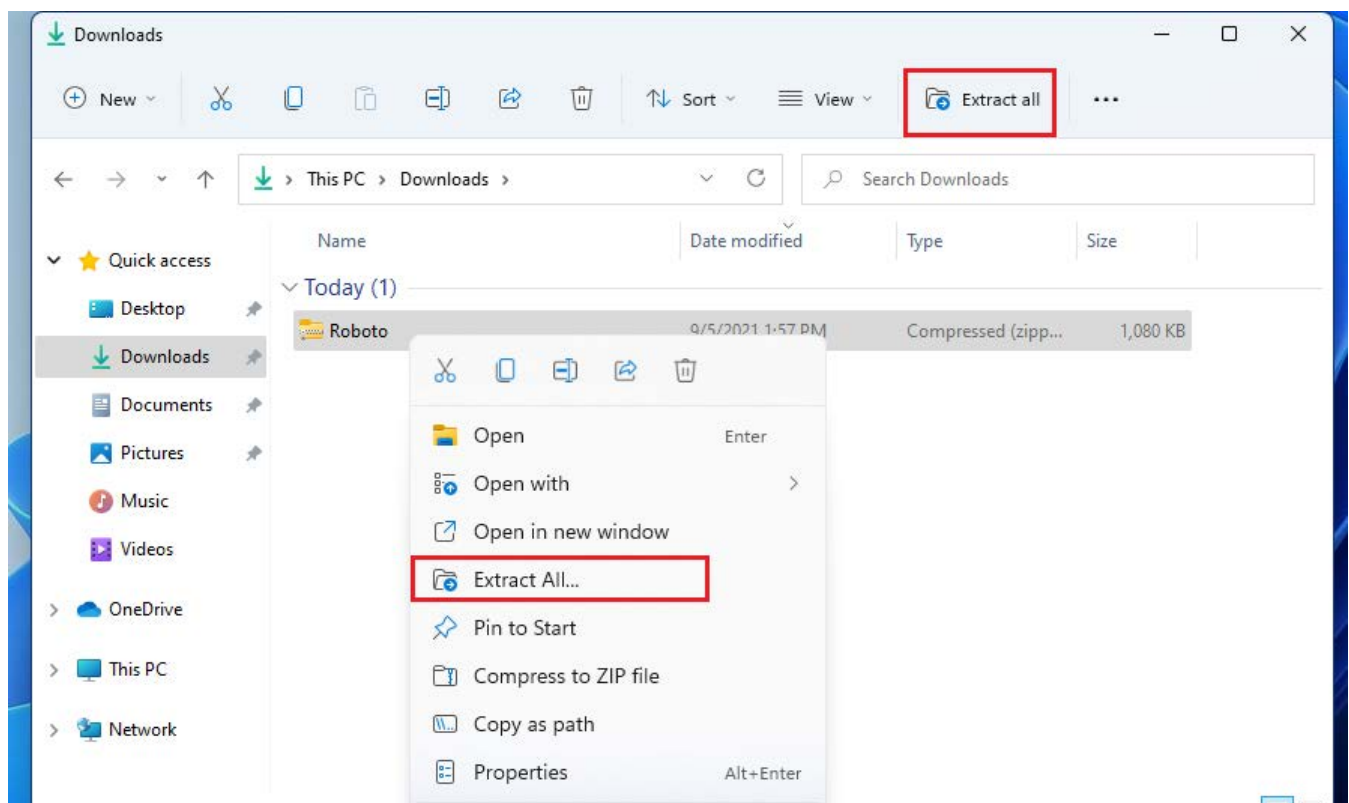 Downloads
New Sort View Extract all ...
This PC > Downloads > Search Downloads
Name Date modified Type Size
Quick access
Today (1)
Desktop
Roboto 9/5/2021 1:57 PM Compressed (zipp... 1,080 KB
Downloads
Documents
Pictures
Music
Videos
OneDrive
This PC
Network
Open Enter
Open with
Open in new window
Extract All...
Pin to Start
Compress to ZIP file
Copy as path
Properties Alt+Enter